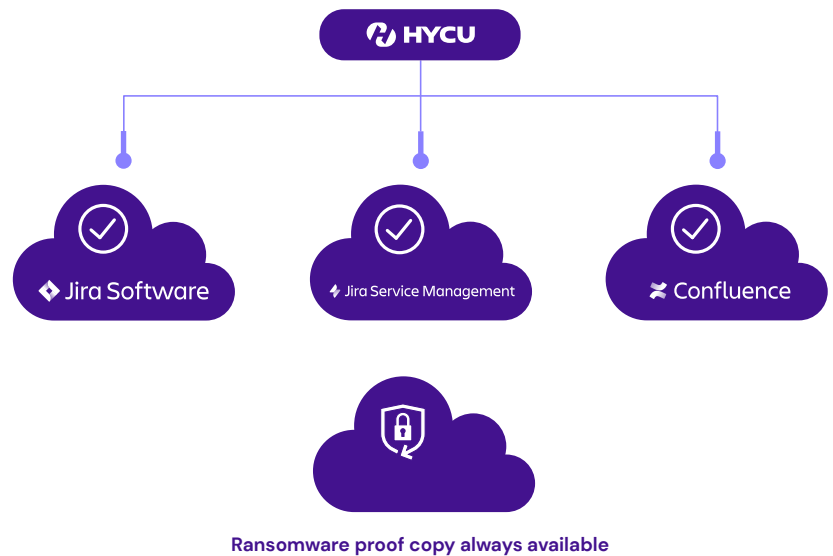 HYCU
Jira Software
Jira Service Management
Confluence
Ransomware proof copy always available